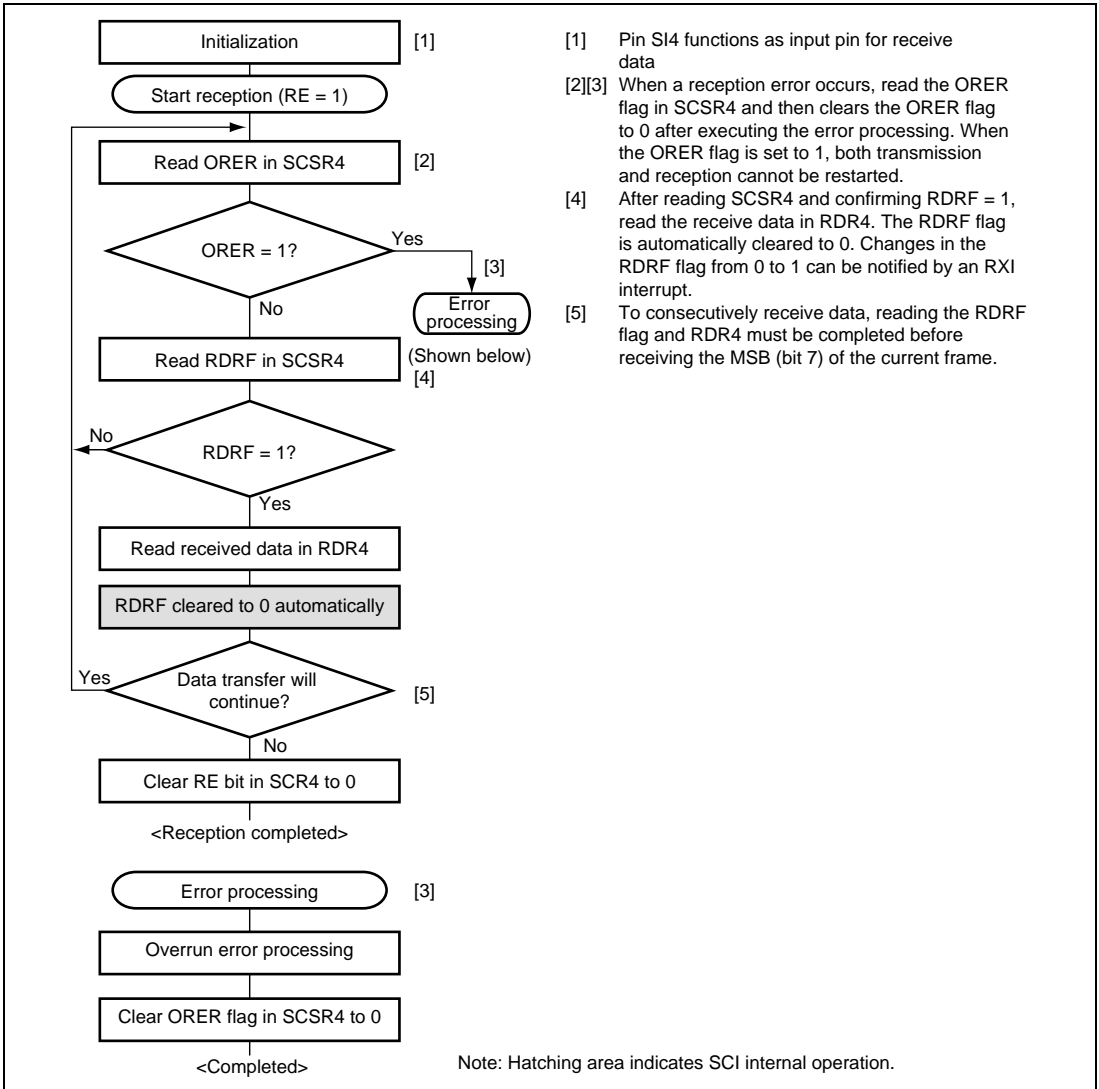 Initialization
[1]
Start reception (RE = 1)
Read ORER in SCSR4
[2]
ORER = 1?
Yes
[3]
Error
processing
(Shown below)
No
Read RDRF in SCSR4
[4]
No
RDRF = 1?
Yes
Read received data in RDR4
RDRF cleared to 0 automatically
Yes
Data transfer will
continue?
[5]
No
Clear RE bit in SCR4 to 0
<Reception completed>
Error processing
[3]
Overrun error processing
Clear ORER flag in SCSR4 to 0
<Completed>
[1] Pin SI4 functions as input pin for receive
data
[2][3] When a reception error occurs, read the ORER
flag in SCSR4 and then clears the ORER flag
to 0 after executing the error processing. When
the ORER flag is set to 1, both transmission
and reception cannot be restarted.
[4] After reading SCSR4 and confirming RDRF = 1,
read the receive data in RDR4. The RDRF flag
is automatically cleared to 0. Changes in the
RDRF flag from 0 to 1 can be notified by an RXI
interrupt.
[5] To consecutively receive data, reading the RDRF
flag and RDR4 must be completed before
receiving the MSB (bit 7) of the current frame.
Note: Hatching area indicates SCI internal operation.